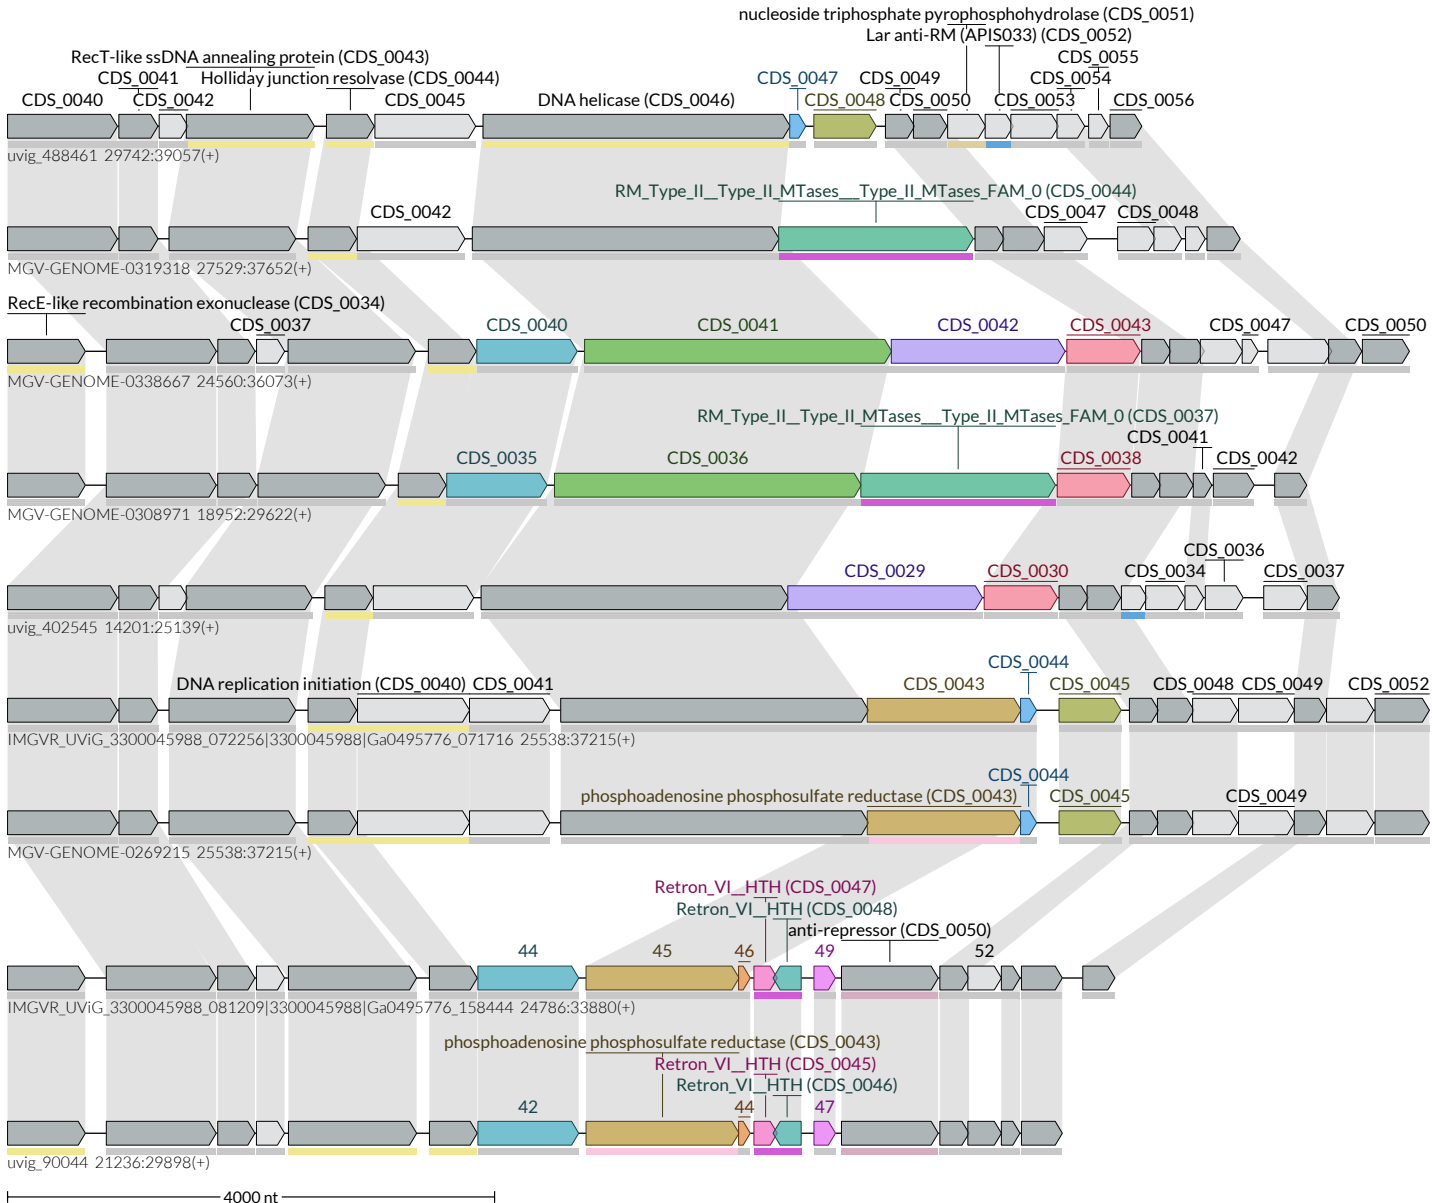 nucleoside triphosphate pyrophosphohydrolase (CDS_0051)
Lar anti-RM (APIS033) (CDS_0052)
RecT-like ssDNA annealing protein (CDS_0043) CDS_0055
CDS_0041 Holliday junction resolvase (CDS_0044) CDS_0047 CDS_0049 CDS_0054
CDS_0040 CDS_0042 CDS_0045 DNA helicase (CDS_0046) CDS_0048 CDS_0050 CDS_0053 CDS_0056
uvig_488461 29742:39057(+)
RM_Type_II__Type_II_MTases__Type_II_MTases_FAM_0 (CDS_0044)
CDS_0042 CDS_0047 CDS_0048
MGV-GENOME-0319318 27529:37652(+)
RecE-like recombination exonuclease (CDS_0034)
CDS_0037 CDS_0040 CDS_0041 CDS_0042 CDS_0043 CDS_0047 CDS_0050
MGV-GENOME-0338667 24560:36073(+)
RM_Type_II__Type_II_MTases__Type_II_MTases_FAM_0 (CDS_0037)
CDS_0041
CDS_0035 CDS_0036 CDS_0038 CDS_0042
MGV-GENOME-0308971 18952:29622(+)
CDS_0036
CDS_0029 CDS_0030 CDS_0034 CDS_0037
uvig_402545 14201:25139(+)
CDS_0044
DNA replication initiation (CDS_0040) CDS_0041 CDS_0043 CDS_0045 CDS_0048 CDS_0049 CDS_0052
IMGVR_UViG_3300045988_072256|3300045988|Ga0495776_071716 25538:37215(+)
CDS_0044
phosphoadenosine phosphosulfate reductase (CDS_0043) CDS_0045 CDS_0049
MGV-GENOME-0269215 25538:37215(+)
Retron_VI__HTH (CDS_0047)
Retron_VI__HTH (CDS_0048)
anti-repressor (CDS_0050)
44 45 46 49 52
IMGVR_UViG_3300045988_081209|3300045988|Ga0495776_158444 24786:33880(+)
phosphoadenosine phosphosulfate reductase (CDS_0043)
Retron_VI__HTH (CDS_0045)
Retron_VI__HTH (CDS_0046)
42 44 47
uvig_90044 21236:29898(+)
4000 nt